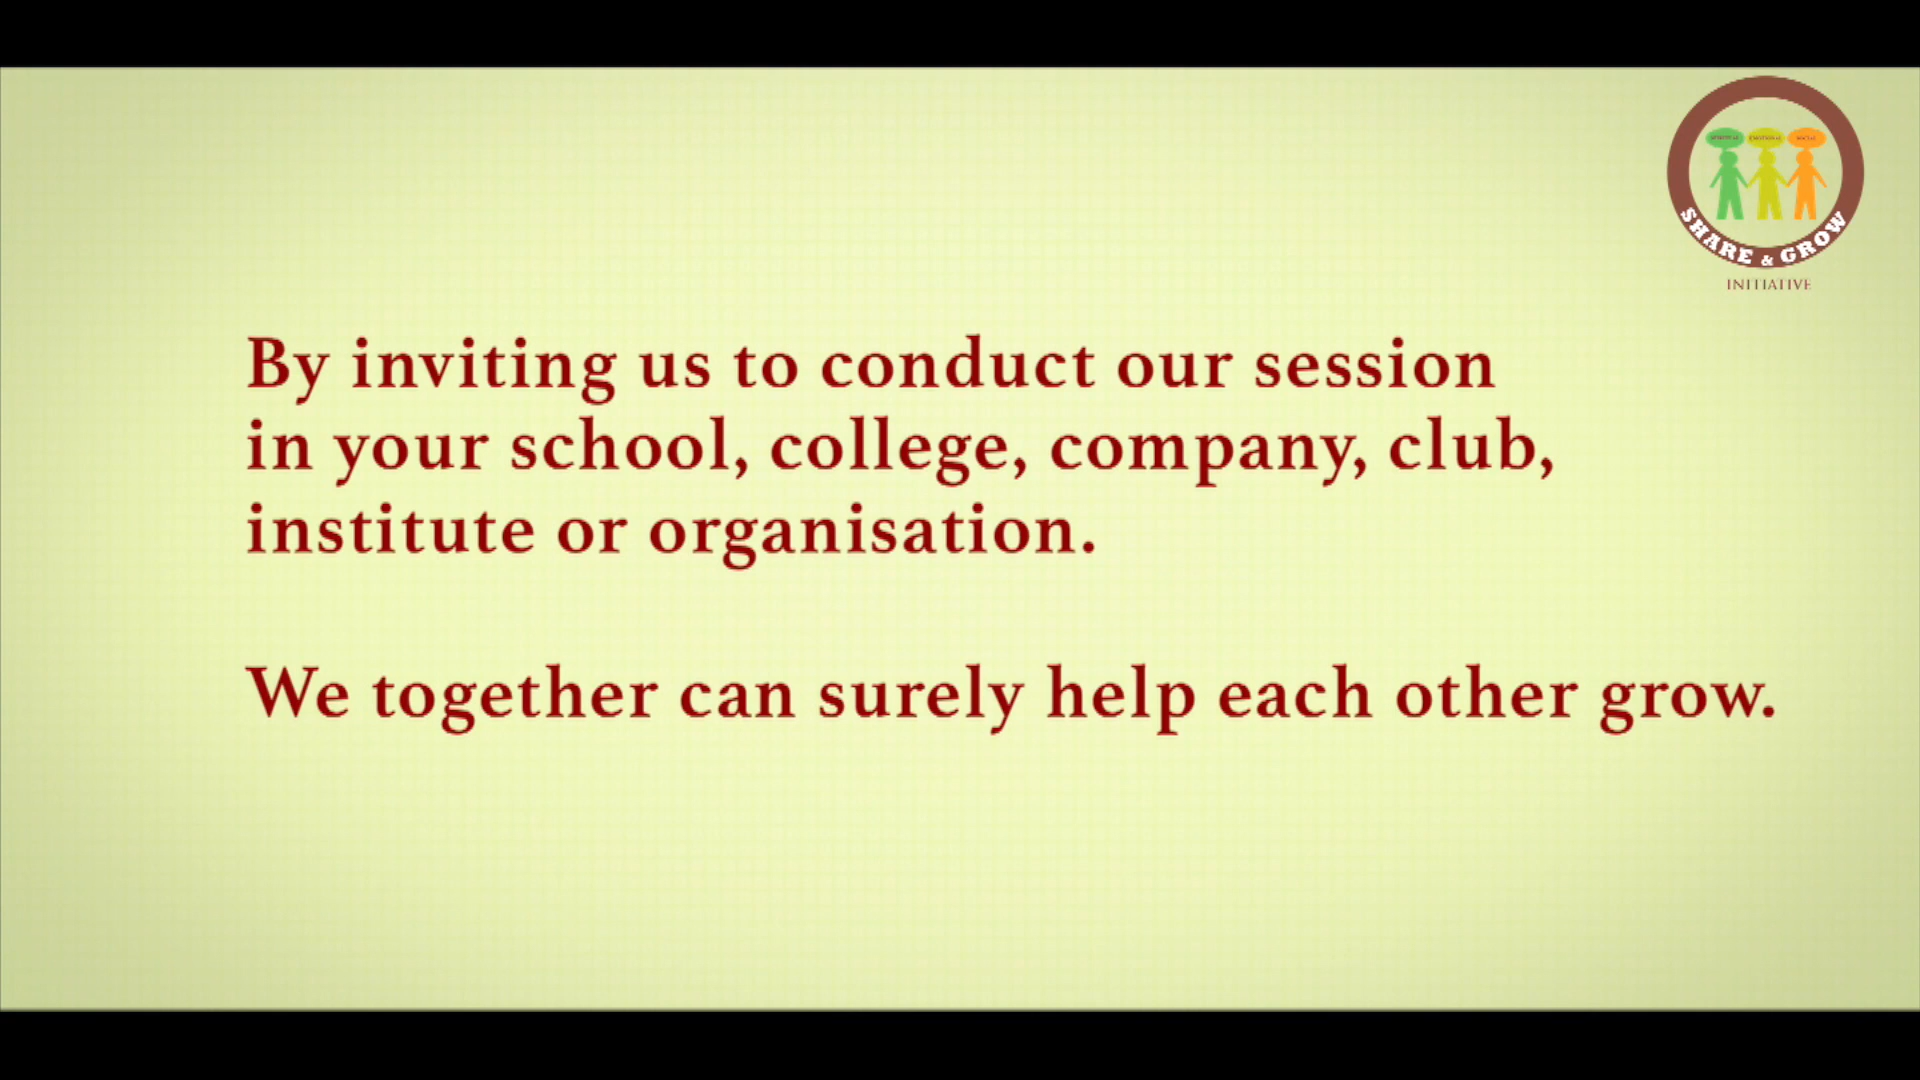 SHARE & GROW
INITIATIVE
By inviting us to conduct our session
in your school, college, company, club,
institute or organisation.
We together can surely help each other grow.